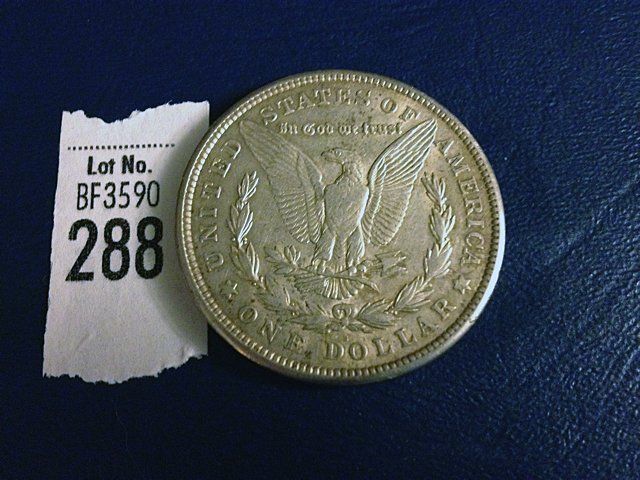 Lot No.
BF3590
288
UNITED STATES OF AMERICA
In God we trust
ONE DOLLAR